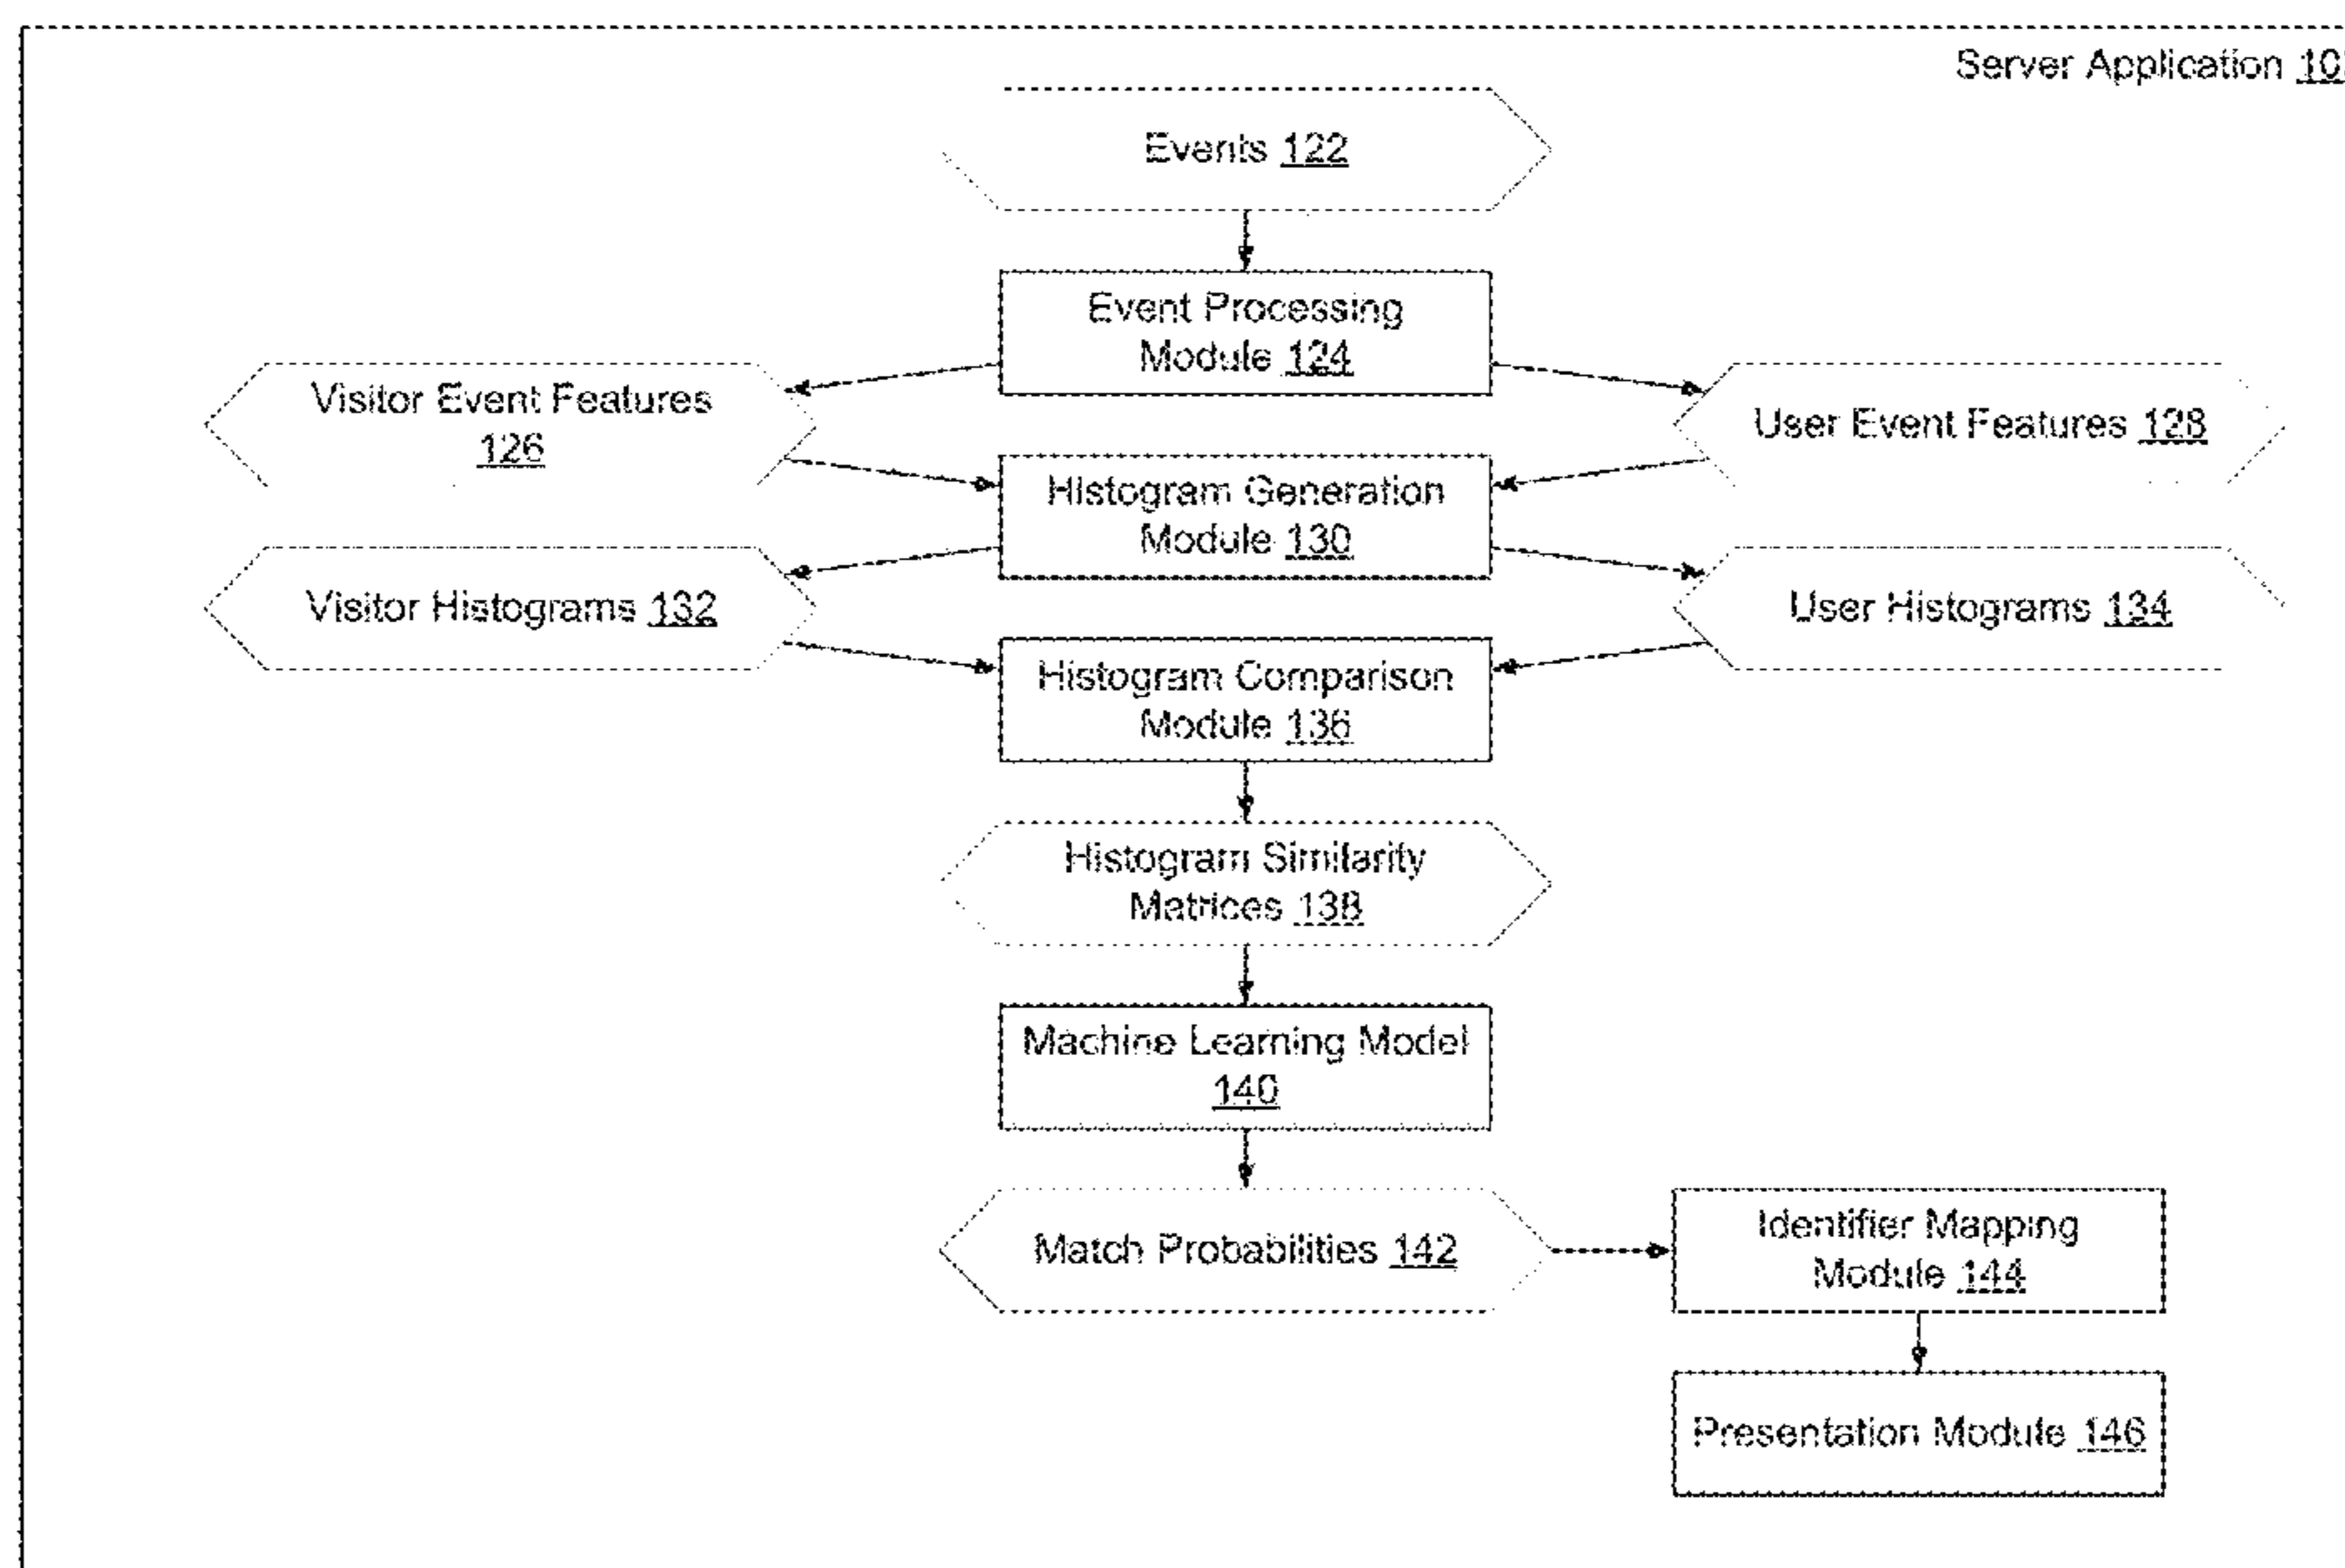 Server Application
Events 122
Event Processing
Module 124
Visitor Event Features
126
User Event Features 128
Histogram Generation
Module 130
Visitor Histograms 132
User Histograms 134
Histogram Comparison
Module 136
Histogram Similarity
Matrices 138
Machine Learning Model
140
Match Probabilities 142
Identifier Mapping
Module 144
Presentation Module 146